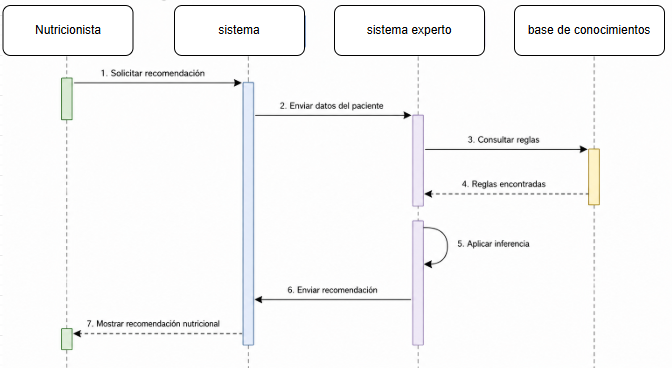 Nutricionista
sistema
sistema experto
base de conocimientos
1. Solicitar recomendación
2. Enviar datos del paciente
3. Consultar reglas
4. Reglas encontradas
5. Aplicar inferencia
6. Enviar recomendación
7. Mostrar recomendación nutricional